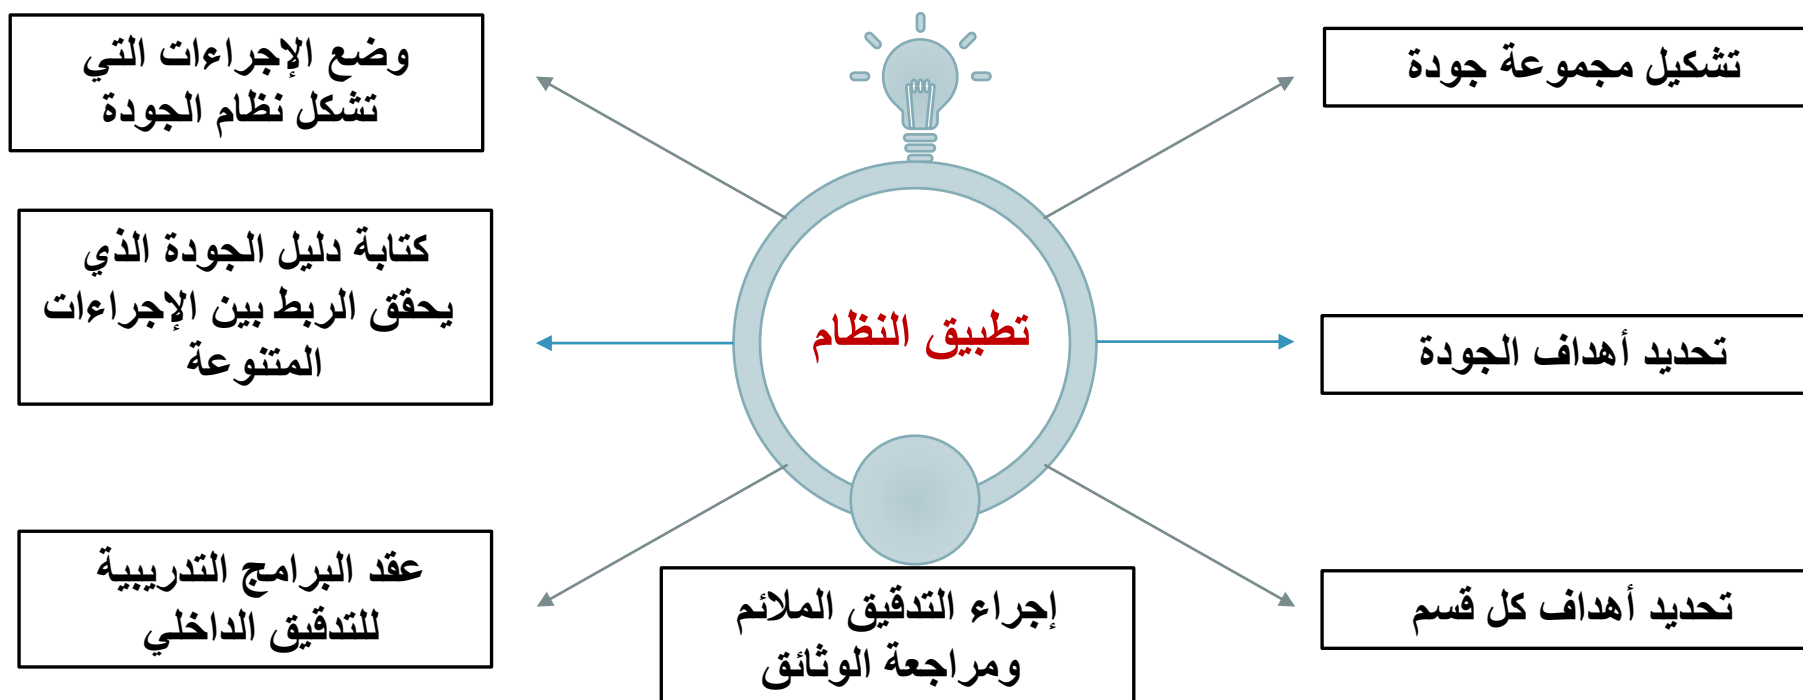 تشكيل مجموعة جودة
تحديد أهداف الجودة
تحديد أهداف كل قسم
تطبيق النظام
وضع الإجراءات التي
تشكل نظام الجودة
كتابة دليل الجودة الذي
يحقق الربط بين الإجراءات
المتنوعة
عقد البرامج التدريبية
للتدقيق الداخلي
إجراء التدقيق الملائم
ومراجعة الوثائق